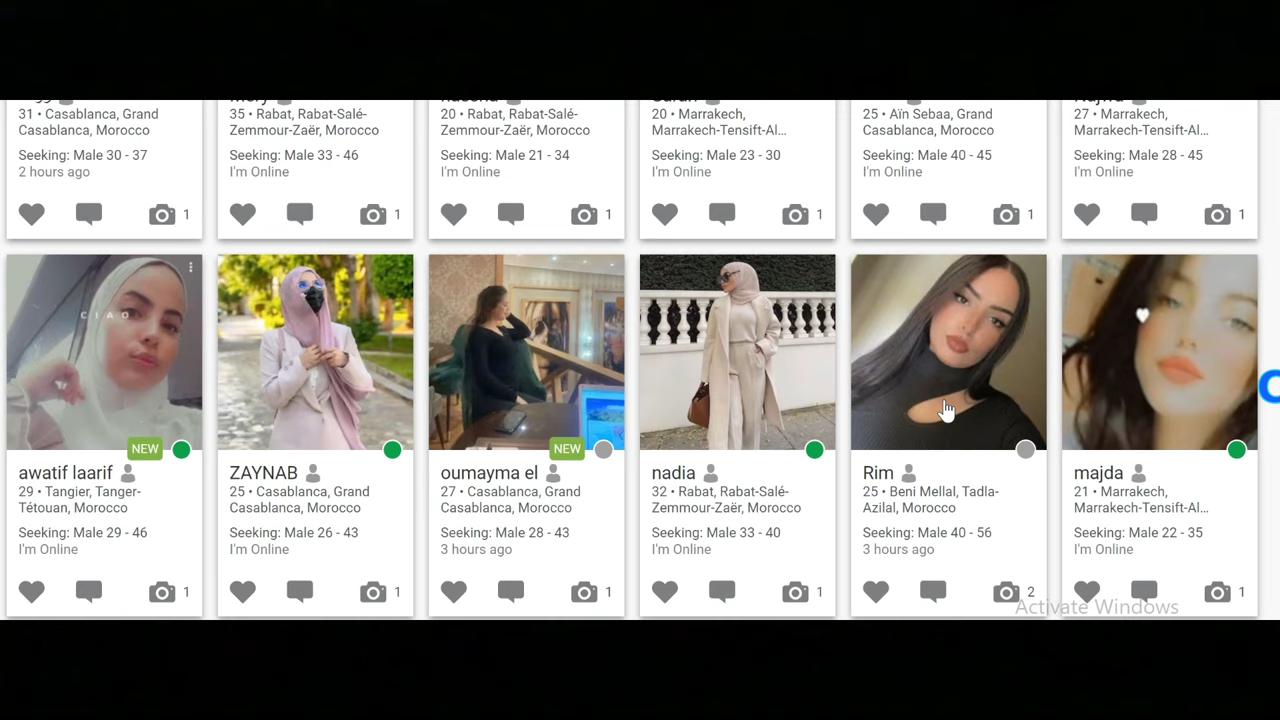 31 • Casablanca, Grand
Casablanca, Morocco
Seeking: Male 30 - 37
2 hours ago
1
35 • Rabat, Rabat-Salé-
Zemmour-Zaër, Morocco
Seeking: Male 33 - 46
I'm Online
1
20 • Rabat, Rabat-Salé-
Zemmour-Zaër, Morocco
Seeking: Male 21 - 34
I'm Online
1
20 • Marrakech,
Marrakech-Tensift-Al...
Seeking: Male 23 - 30
I'm Online
1
25 • Aïn Sebaa, Grand
Casablanca, Morocco
Seeking: Male 40 - 45
I'm Online
1
27 • Marrakech,
Marrakech-Tensift-Al...
Seeking: Male 28 - 45
I'm Online
1
CIAO
NEW
awatif laarif
29 • Tangier, Tanger-
Tétouan, Morocco
Seeking: Male 29 - 46
I'm Online
1
ZAYNAB
25 • Casablanca, Grand
Casablanca, Morocco
Seeking: Male 26 - 43
I'm Online
1
NEW
oumayma el
27 • Casablanca, Grand
Casablanca, Morocco
Seeking: Male 28 - 43
3 hours ago
1
nadia
32 • Rabat, Rabat-Salé-
Zemmour-Zaër, Morocco
Seeking: Male 33 - 40
I'm Online
1
Rim
25 • Beni Mellal, Tadla-
Azilal, Morocco
Seeking: Male 40 - 56
3 hours ago
2
majda
21 • Marrakech,
Marrakech-Tensift-Al...
Seeking: Male 22 - 35
I'm Online
1
Activate Windows